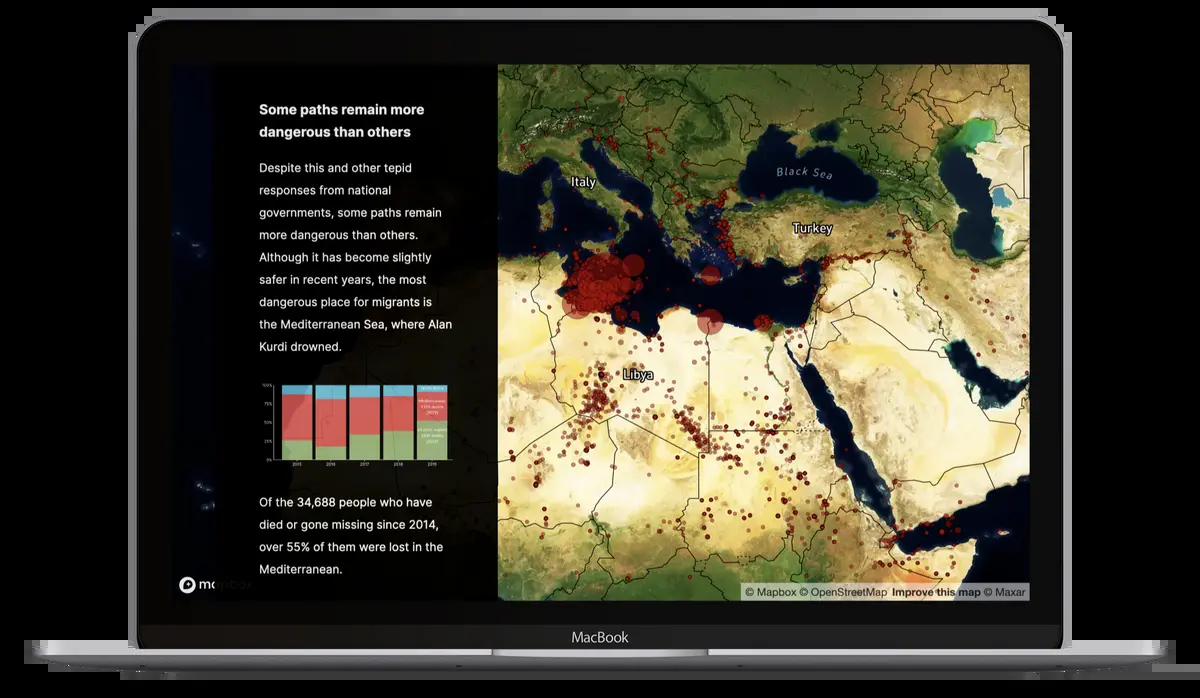 Some paths remain more
dangerous than others
Despite this and other tepid
responses from national
governments, some paths remain
more dangerous than others.
Although it has become slightly
safer in recent years, the most
dangerous place for migrants is
the Mediterranean Sea, where Alan
Kurdi drowned.
100%
75%
50%
25%
0%
2015 2016 2017 2018 2019
Of the 34,688 people who have
died or gone missing since 2014,
over 55% of them were lost in the
Mediterranean.
mapbox
Italy
Black Sea
Turkey
Libya
© Mapbox © OpenStreetMap Improve this map © Maxar
MacBook